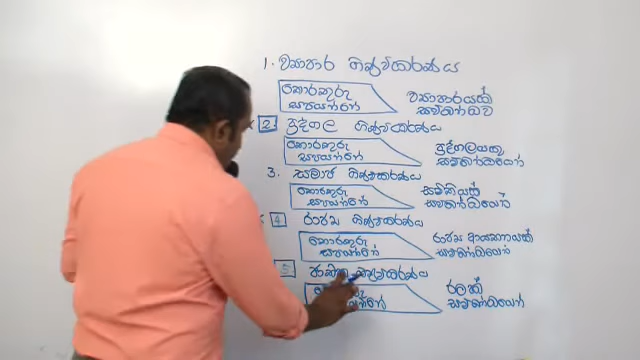 1. ව්‍යාපාර ගිණුම්කරණය
තොරතුරු
සපයන්නේ
ව්‍යාපාරයක්
සම්බන්ධව
2. පුද්ගල ගිණුම්කරණය
තොරතුරු
සපයන්නේ
පුද්ගලයකු
සම්බන්ධයෙන්
3. සමාජ ගිණුම්කරණය
තොරතුරු
සපයන්නේ
සම්බන්ධයෙන්
4 රාජ්‍ය ගිණුම්කරණය
තොරතුරු
සපයන්නේ
රාජ්‍ය ආයතනයක්
සම්බන්ධයෙන්
5 ජාතික ගිණුම්කරණය
රටක්
සම්බන්ධයෙන්